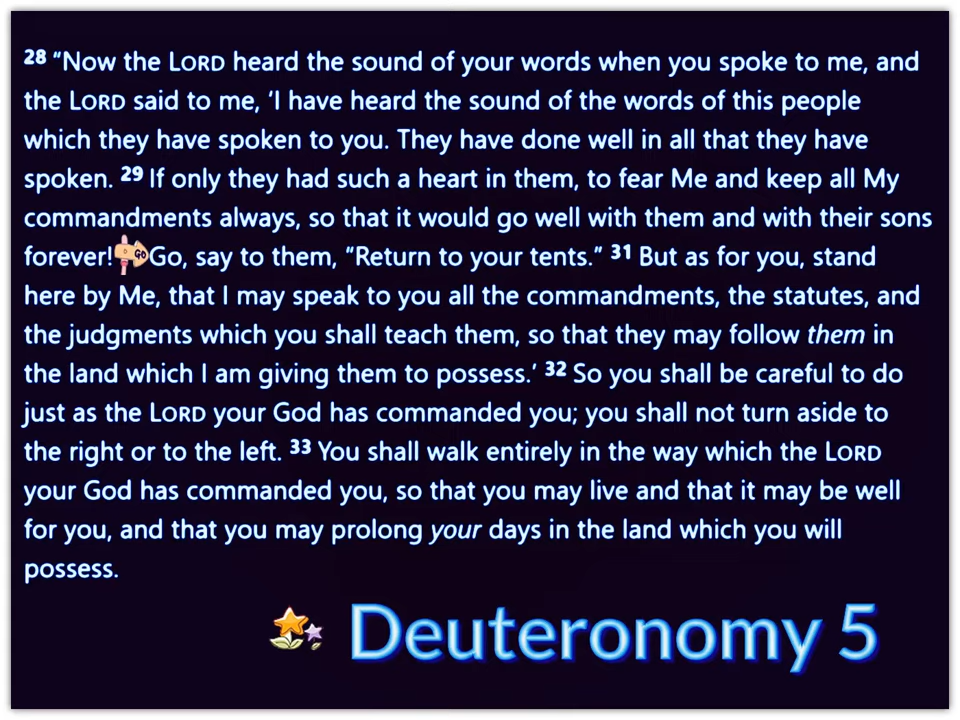 28 “Now the LORD heard the sound of your words when you spoke to me, and
the LORD said to me, ‘I have heard the sound of the words of this people
which they have spoken to you. They have done well in all that they have
spoken. 29 If only they had such a heart in them, to fear Me and keep all My
commandments always, so that it would go well with them and with their sons
forever! GO Go, say to them, “Return to your tents.” 31 But as for you, stand
here by Me, that I may speak to you all the commandments, the statutes, and
the judgments which you shall teach them, so that they may follow them in
the land which I am giving them to possess.’ 32 So you shall be careful to do
just as the LORD your God has commanded you; you shall not turn aside to
the right or to the left. 33 You shall walk entirely in the way which the LORD
your God has commanded you, so that you may live and that it may be well
for you, and that you may prolong your days in the land which you will
possess.
Deuteronomy 5